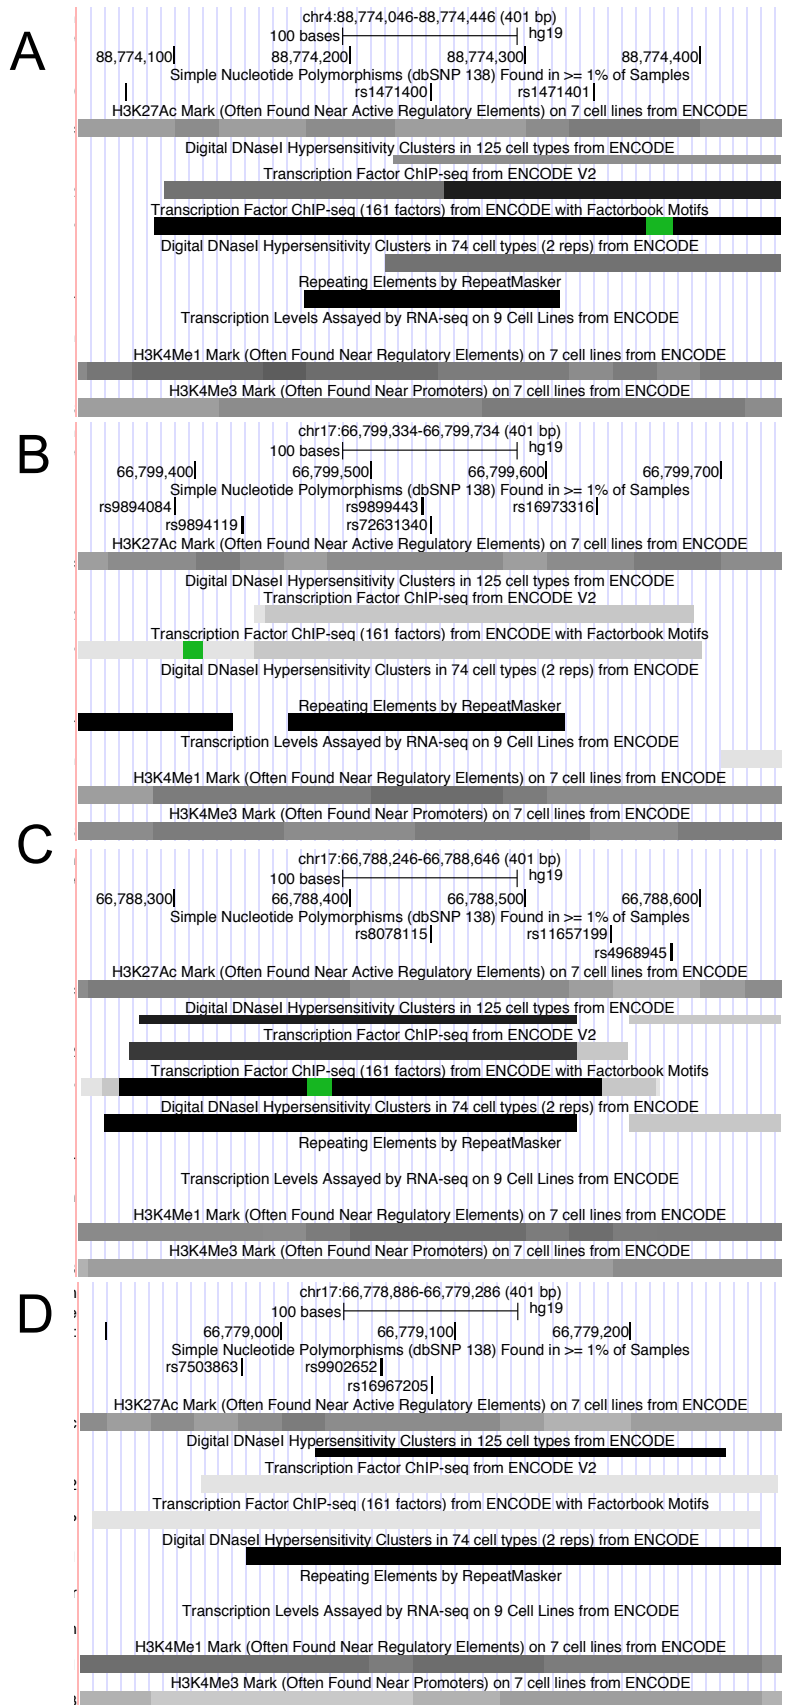 A
chr4:88,774,046-88,774,446 (401 bp)
100 bases hg19
88,774,100 88,774,200 88,774,300 88,774,400
Simple Nucleotide Polymorphisms (dbSNP 138) Found in >= 1% of Samples
rs1471400 rs1471401
H3K27Ac Mark (Often Found Near Active Regulatory Elements) on 7 cell lines from ENCODE
Digital DNaseI Hypersensitivity Clusters in 125 cell types from ENCODE
Transcription Factor ChIP-seq from ENCODE V2
Transcription Factor ChIP-seq (161 factors) from ENCODE with Factorbook Motifs
Digital DNaseI Hypersensitivity Clusters in 74 cell types (2 reps) from ENCODE
Repeating Elements by RepeatMasker
Transcription Levels Assayed by RNA-seq on 9 Cell Lines from ENCODE
H3K4Me1 Mark (Often Found Near Regulatory Elements) on 7 cell lines from ENCODE
H3K4Me3 Mark (Often Found Near Promoters) on 7 cell lines from ENCODE
B
chr17:66,799,334-66,799,734 (401 bp)
100 bases hg19
66,799,400 66,799,500 66,799,600 66,799,700
Simple Nucleotide Polymorphisms (dbSNP 138) Found in >= 1% of Samples
rs9894084 rs9899443 rs16973316
rs9894119 rs72631340
H3K27Ac Mark (Often Found Near Active Regulatory Elements) on 7 cell lines from ENCODE
Digital DNaseI Hypersensitivity Clusters in 125 cell types from ENCODE
Transcription Factor ChIP-seq from ENCODE V2
Transcription Factor ChIP-seq (161 factors) from ENCODE with Factorbook Motifs
Digital DNaseI Hypersensitivity Clusters in 74 cell types (2 reps) from ENCODE
Repeating Elements by RepeatMasker
Transcription Levels Assayed by RNA-seq on 9 Cell Lines from ENCODE
H3K4Me1 Mark (Often Found Near Regulatory Elements) on 7 cell lines from ENCODE
H3K4Me3 Mark (Often Found Near Promoters) on 7 cell lines from ENCODE
C
chr17:66,788,246-66,788,646 (401 bp)
100 bases hg19
66,788,300 66,788,400 66,788,500 66,788,600
Simple Nucleotide Polymorphisms (dbSNP 138) Found in >= 1% of Samples
rs8078115 rs11657199
rs4968945
H3K27Ac Mark (Often Found Near Active Regulatory Elements) on 7 cell lines from ENCODE
Digital DNaseI Hypersensitivity Clusters in 125 cell types from ENCODE
Transcription Factor ChIP-seq from ENCODE V2
Transcription Factor ChIP-seq (161 factors) from ENCODE with Factorbook Motifs
Digital DNaseI Hypersensitivity Clusters in 74 cell types (2 reps) from ENCODE
Repeating Elements by RepeatMasker
Transcription Levels Assayed by RNA-seq on 9 Cell Lines from ENCODE
H3K4Me1 Mark (Often Found Near Regulatory Elements) on 7 cell lines from ENCODE
H3K4Me3 Mark (Often Found Near Promoters) on 7 cell lines from ENCODE
D
chr17:66,778,886-66,779,286 (401 bp)
100 bases hg19
66,779,000 66,779,100 66,779,200
Simple Nucleotide Polymorphisms (dbSNP 138) Found in >= 1% of Samples
rs7503863 rs9902652
rs16967205
H3K27Ac Mark (Often Found Near Active Regulatory Elements) on 7 cell lines from ENCODE
Digital DNaseI Hypersensitivity Clusters in 125 cell types from ENCODE
Transcription Factor ChIP-seq from ENCODE V2
Transcription Factor ChIP-seq (161 factors) from ENCODE with Factorbook Motifs
Digital DNaseI Hypersensitivity Clusters in 74 cell types (2 reps) from ENCODE
Repeating Elements by RepeatMasker
Transcription Levels Assayed by RNA-seq on 9 Cell Lines from ENCODE
H3K4Me1 Mark (Often Found Near Regulatory Elements) on 7 cell lines from ENCODE
H3K4Me3 Mark (Often Found Near Promoters) on 7 cell lines from ENCODE